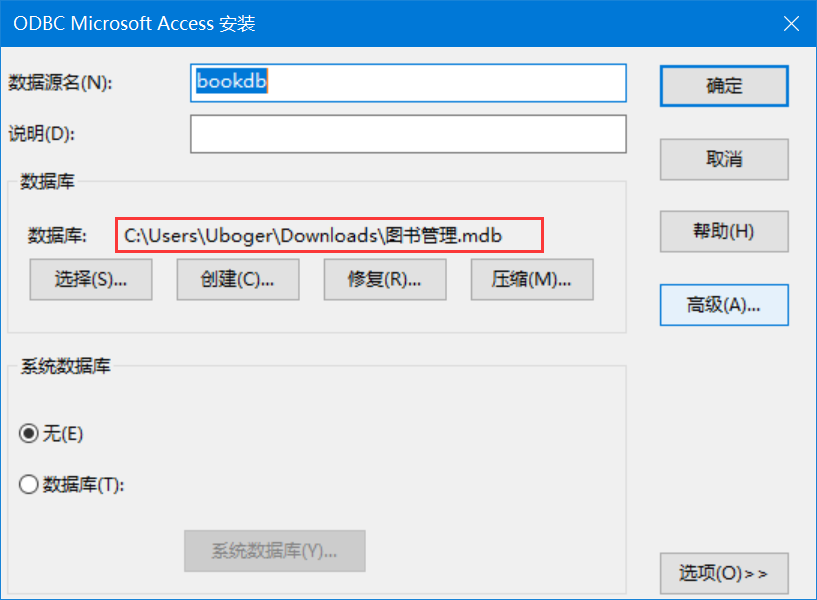 ODBC Microsoft Access 安装
数据源名(N):
bookdb
确定
说明(D):
取消
数据库
数据库:
C:\Users\Uboger\Downloads\图书管理.mdb
帮助(H)
选择(S)...
创建(C)...
修复(R)...
压缩(M)...
高级(A)...
系统数据库
无(E)
数据库(T):
系统数据库(Y)...
选项(O)>>